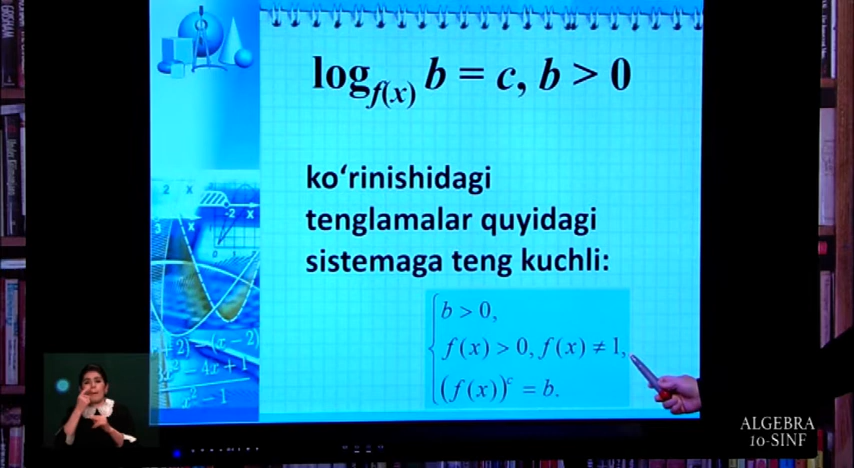 log_{f(x)} b = c, b > 0
ko‘rinishidagi
tenglamalar quyidagi
sistemaga teng kuchli:
b > 0,
f(x) > 0, f(x) ≠ 1,
(f(x))^c = b.
ALGEBRA
10-SINF